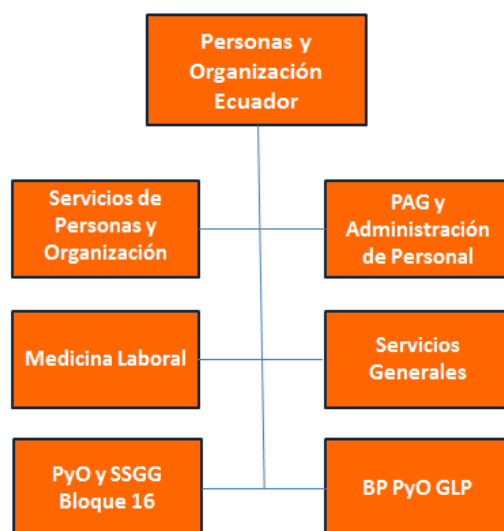 Personas y
Organización
Ecuador
Servicios de
Personas y
Organización
PAG y
Administración
de Personal
Medicina Laboral
Servicios
Generales
PyO y SSGG
Bloque 16
BP PyO GLP